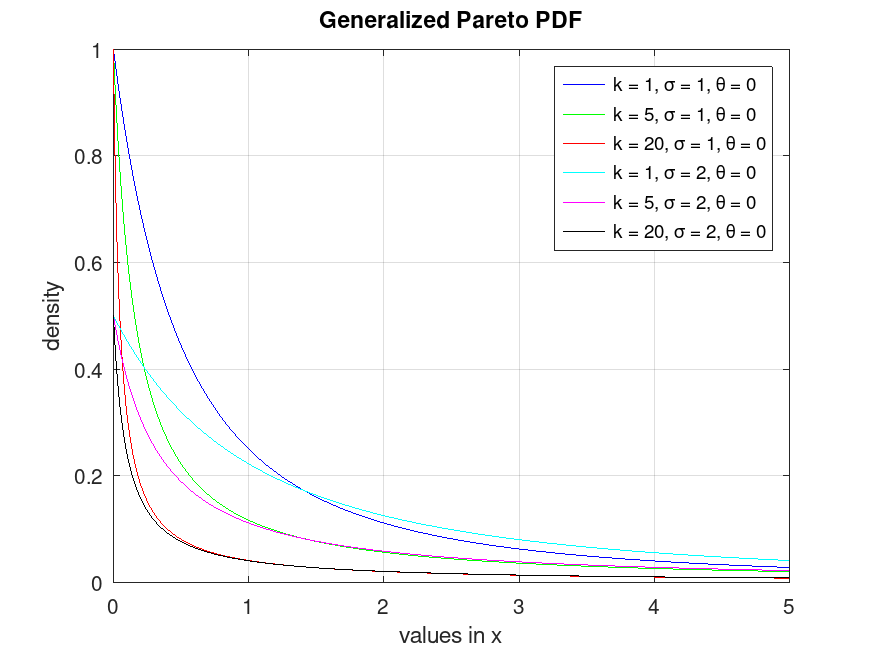 Generalized Pareto PDF
1
0.8
0.6
0.4
0.2
0
density
k = 1, σ = 1, θ = 0
k = 5, σ = 1, θ = 0
k = 20, σ = 1, θ = 0
k = 1, σ = 2, θ = 0
k = 5, σ = 2, θ = 0
k = 20, σ = 2, θ = 0
0 1 2 3 4 5
values in x